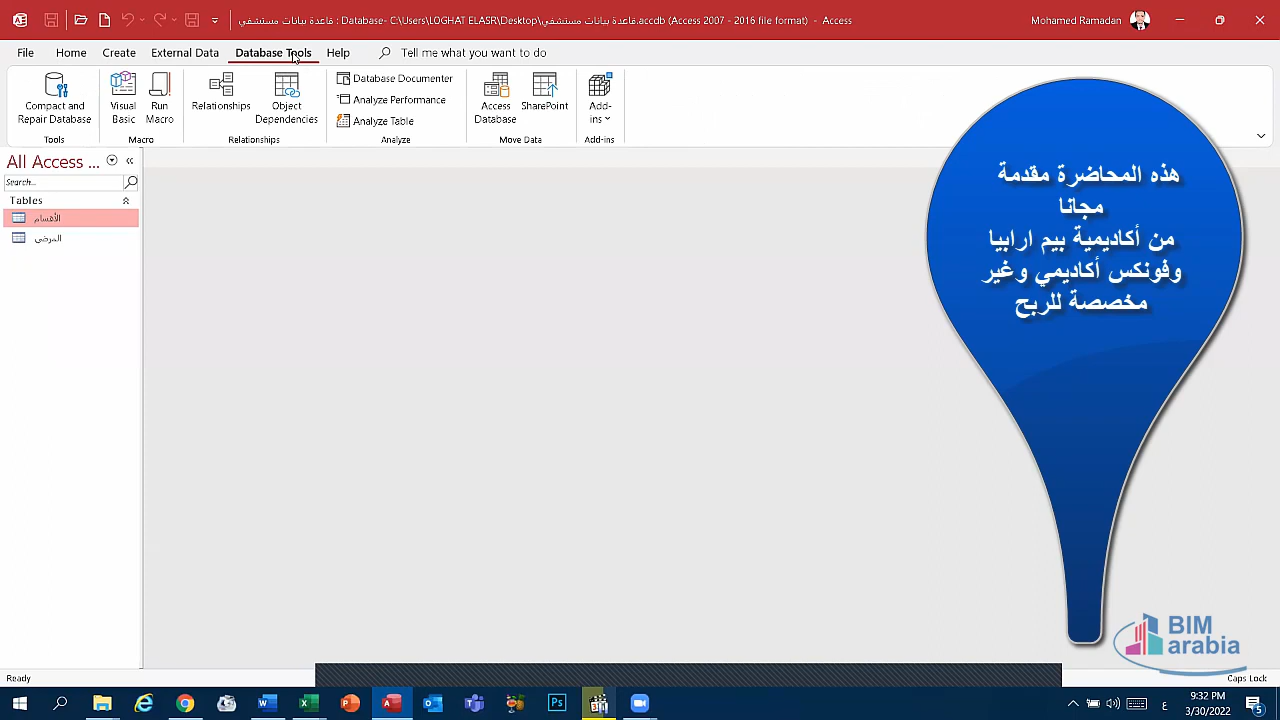 قاعدة بيانات مستشفي : Database- C:\Users\LOGHAT ELASR\Desktop\قاعدة بيانات مستشفي.accdb (Access 2007 - 2016 file format) - Access
Mohamed Ramadan
File Home Create External Data Database Tools Help Tell me what you want to do
Compact and Repair Database
Tools
Visual Basic
Run Macro
Macro
Relationships
Object Dependencies
Relationships
Database Documenter
Analyze Performance
Analyze Table
Analyze
Access Database
SharePoint
Move Data
Add-ins
Add-ins
All Access ...
Search...
Tables
الأقسام
المرضى
هذه المحاضرة مقدمة
مجانا
من أكاديمية بيم ارابيا
وفونكس أكاديمي وغير
مخصصة للربح
BIM
arabia
Ready
Caps Lock
9:32 PM
3/30/2022
ع
5